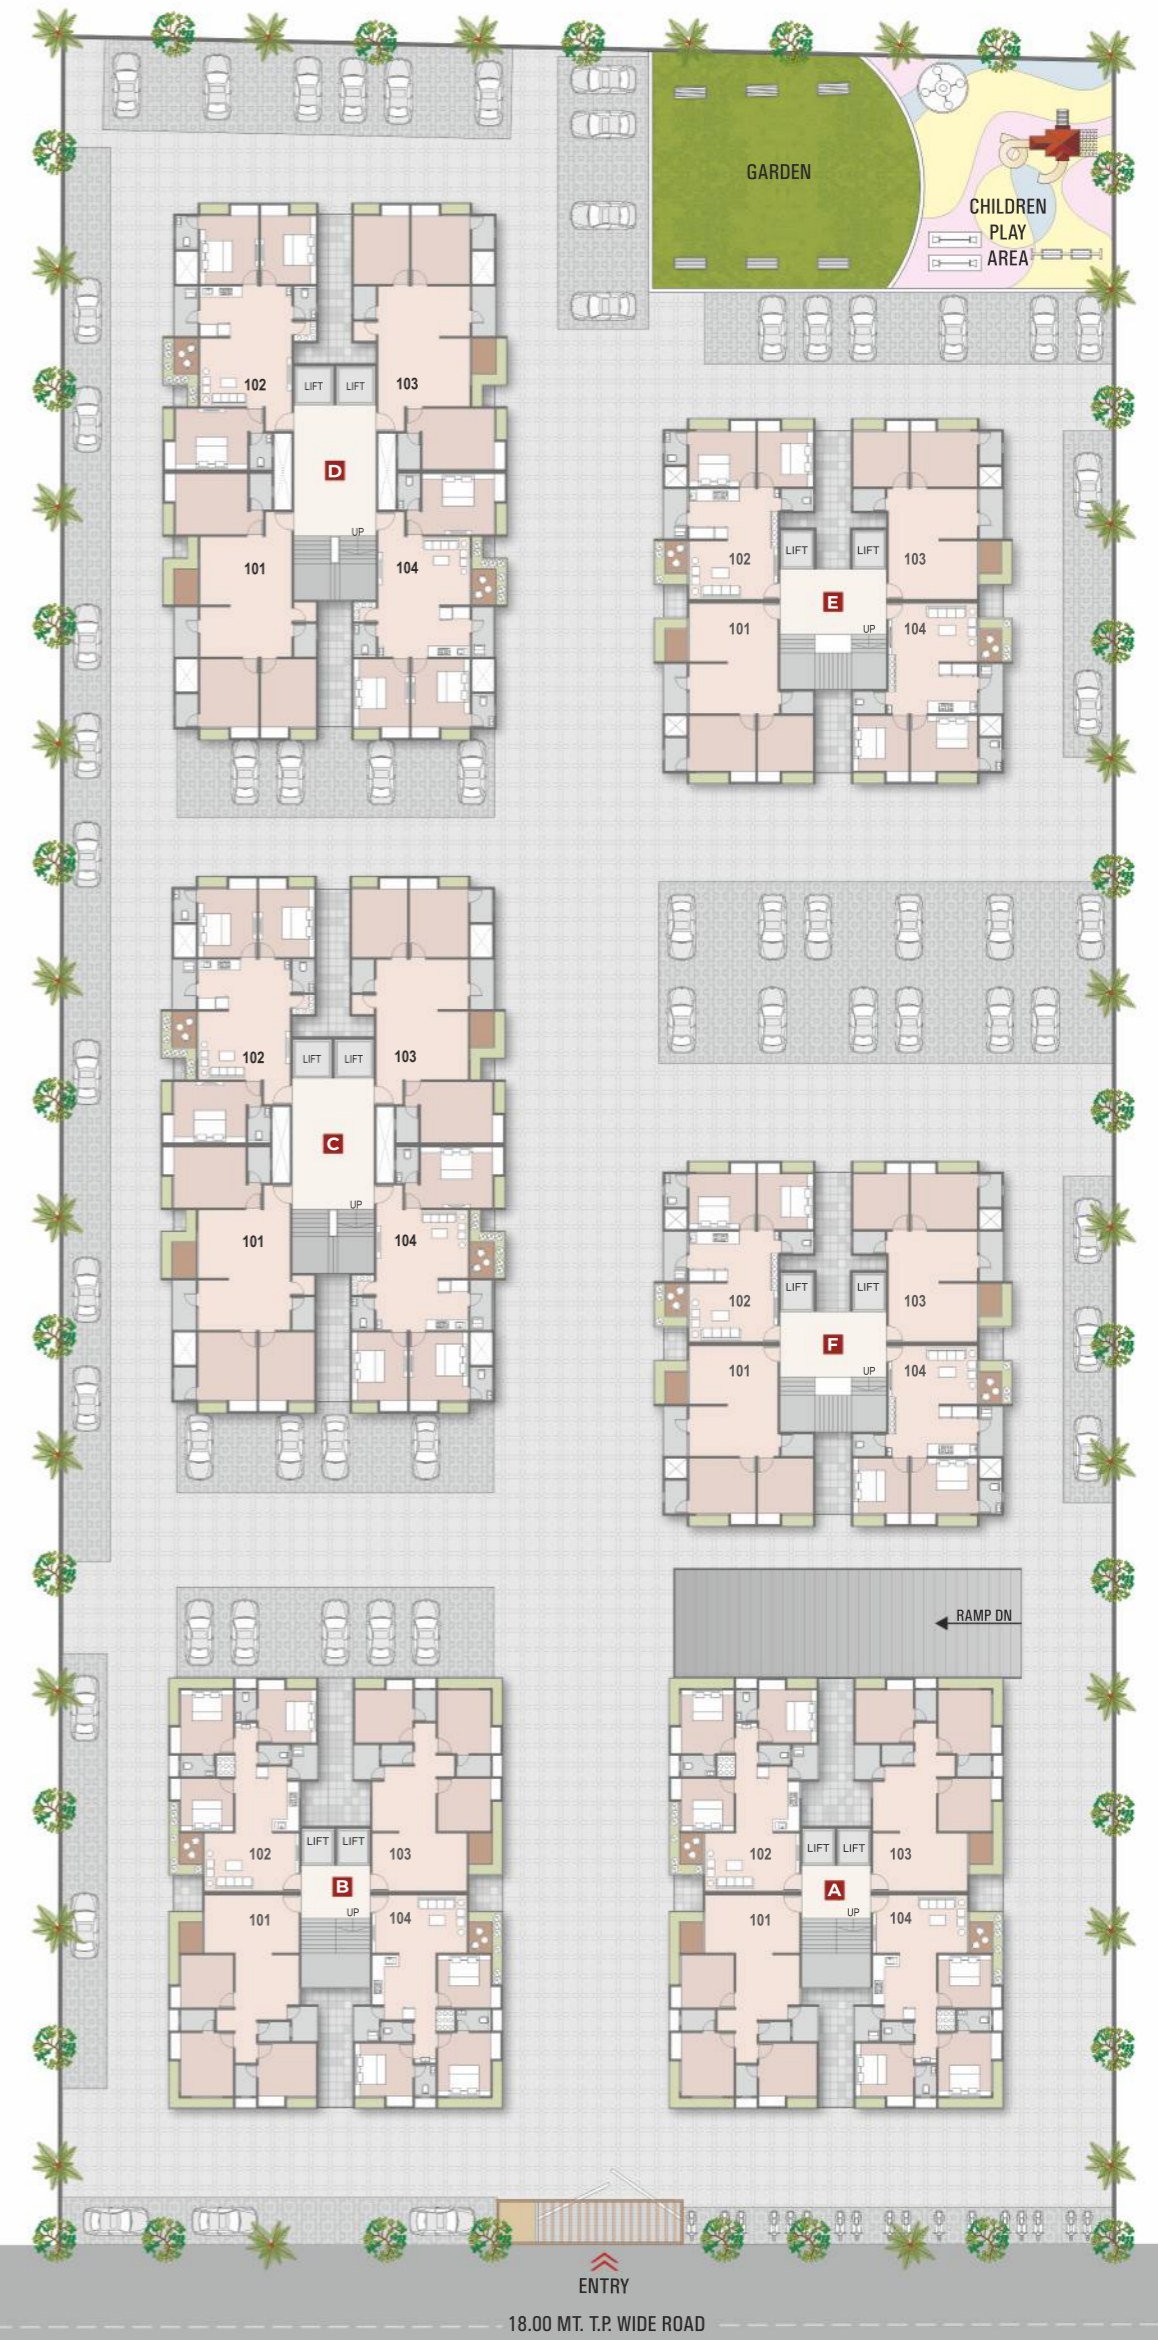 GARDEN
CHILDREN
PLAY
AREA
102
LIFT
LIFT
103
D
UP
101
104
102
LIFT
LIFT
103
E
101
UP
104
102
LIFT
LIFT
103
C
UP
101
104
102
LIFT
LIFT
103
F
101
UP
104
RAMP DN
102
LIFT
LIFT
103
B
101
UP
104
102
LIFT
LIFT
103
A
101
UP
104
ENTRY
18.00 MT. T.P. WIDE ROAD